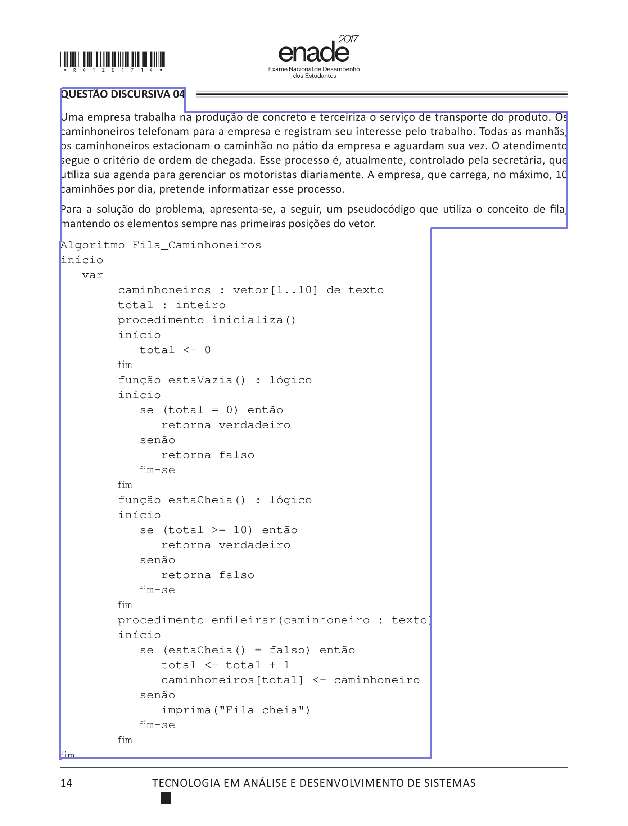 2017
enade
Exame Nacional de Desempenho
dos Estudantes
*R1412017 14*
QUESTÃO DISCURSIVA 04
Uma empresa trabalha na produção de concreto e terceiriza o serviço de transporte do produto. Os
caminhoneiros telefonam para a empresa e registram seu interesse pelo trabalho. Todas as manhãs,
os caminhoneiros estacionam o caminhão no pátio da empresa e aguardam sua vez. O atendimento
segue o critério de ordem de chegada. Esse processo é, atualmente, controlado pela secretária, que
utiliza sua agenda para gerenciar os motoristas diariamente. A empresa, que carrega, no máximo, 10
caminhões por dia, pretende informatizar esse processo.
Para a solução do problema, apresenta-se, a seguir, um pseudocódigo que utiliza o conceito de fila,
mantendo os elementos sempre nas primeiras posições do vetor.
Algoritmo Fila_Caminhoneiros
início
var
caminhoneiros : vetor[1..10] de texto
total : inteiro
procedimento inicializa()
início
total <- 0
fim
função estaVazia() : lógico
início
se (total = 0) então
retorna verdadeiro
senão
retorna falso
fim-se
fim
função estaCheia() : lógico
início
se (total >= 10) então
retorna verdadeiro
senão
retorna falso
fim-se
fim
procedimento enfileirar(caminhoneiro : texto)
início
se (estaCheia() = falso) então
total <- total + 1
caminhoneiros[total] <- caminhoneiro
senão
imprima("Fila cheia")
fim-se
fim
fim
14
TECNOLOGIA EM ANÁLISE E DESENVOLVIMENTO DE SISTEMAS